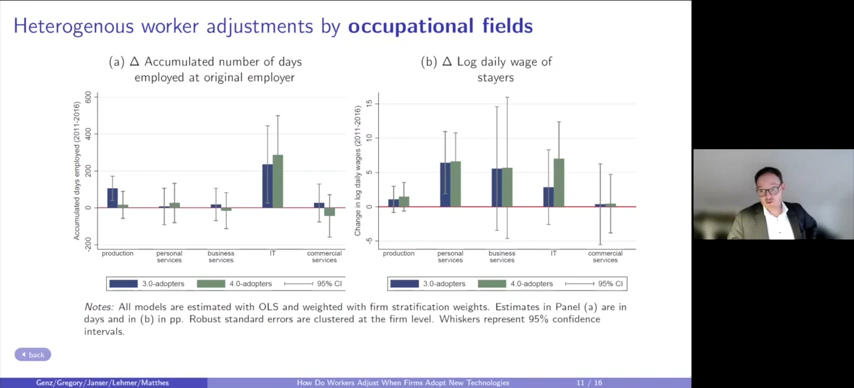 Heterogenous worker adjustments by occupational fields
(a) Δ Accumulated number of days
employed at original employer
Accumulated days employed (2011-2016)
600
400
200
0
-200
production
personal
services
business
services
IT
commercial
services
3.0-adopters
4.0-adopters
95% CI
(b) Δ Log daily wage of
stayers
Change in log daily wages (2011-2016)
15
10
5
0
-5
production
personal
services
business
services
IT
commercial
services
3.0-adopters
4.0-adopters
95% CI
Notes: All models are estimated with OLS and weighted with firm stratification weights. Estimates in Panel (a) are in
days and in (b) in pp. Robust standard errors are clustered at the firm level. Whiskers represent 95% confidence
intervals.
back
Genz/Gregory/Janser/Lehmer/Matthes
How Do Workers Adjust When Firms Adopt New Technologies
11 / 16